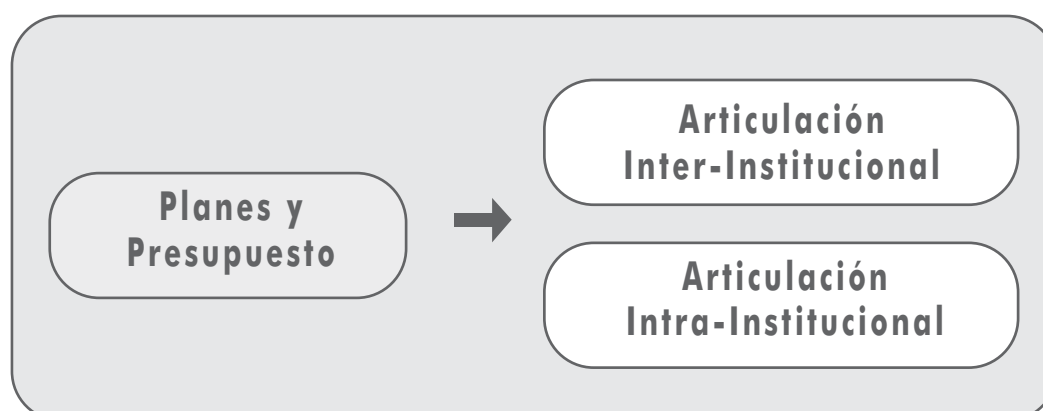 Planes y
Presupuesto
Articulación
Inter-Institucional
Articulación
Intra-Institucional